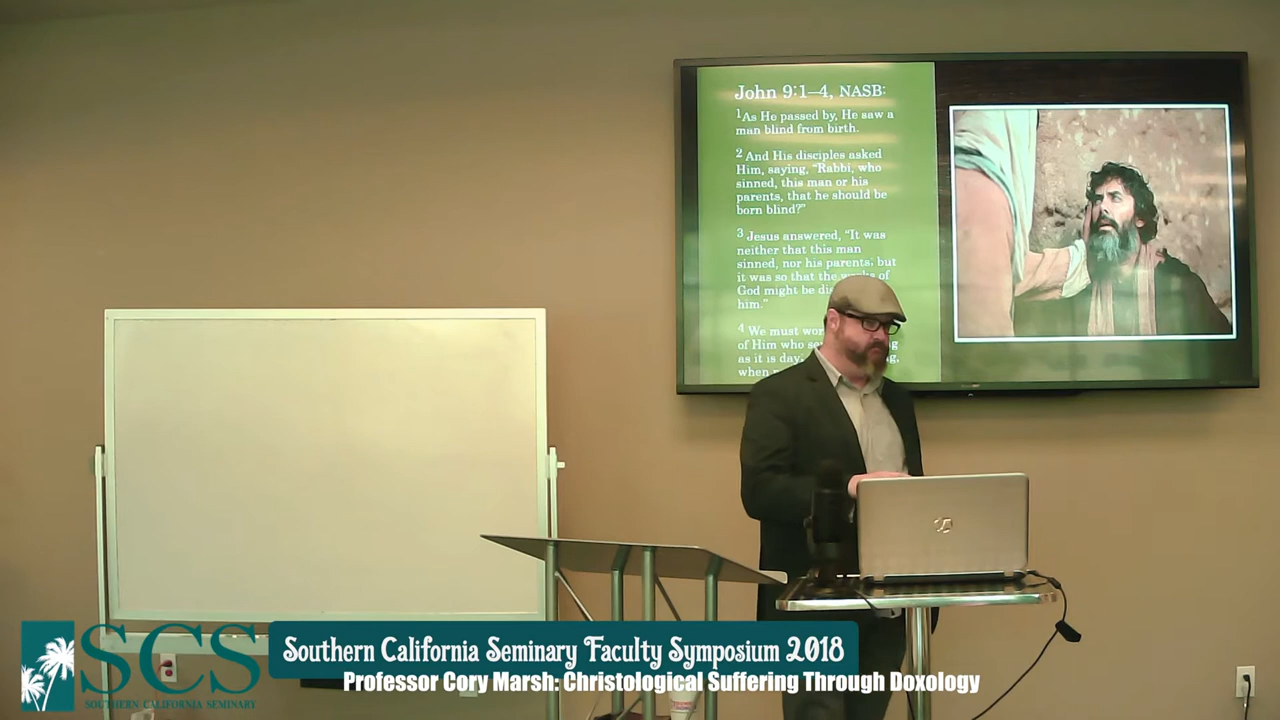 John 9:1–4, NASB:
1As He passed by, He saw a
man blind from birth.
2 And His disciples asked
Him, saying, “Rabbi, who
sinned, this man or his
parents, that he should be
born blind?”
3 Jesus answered, “It was
neither that this man
sinned, nor his parents; but
it was so that the of
God might be
him.”
4 We must
of Him who
as it is day;
when
SCS
SOUTHERN CALIFORNIA SEMINARY
Southern California Seminary Faculty Symposium 2018
Professor Cory Marsh: Christological Suffering Through Doxology